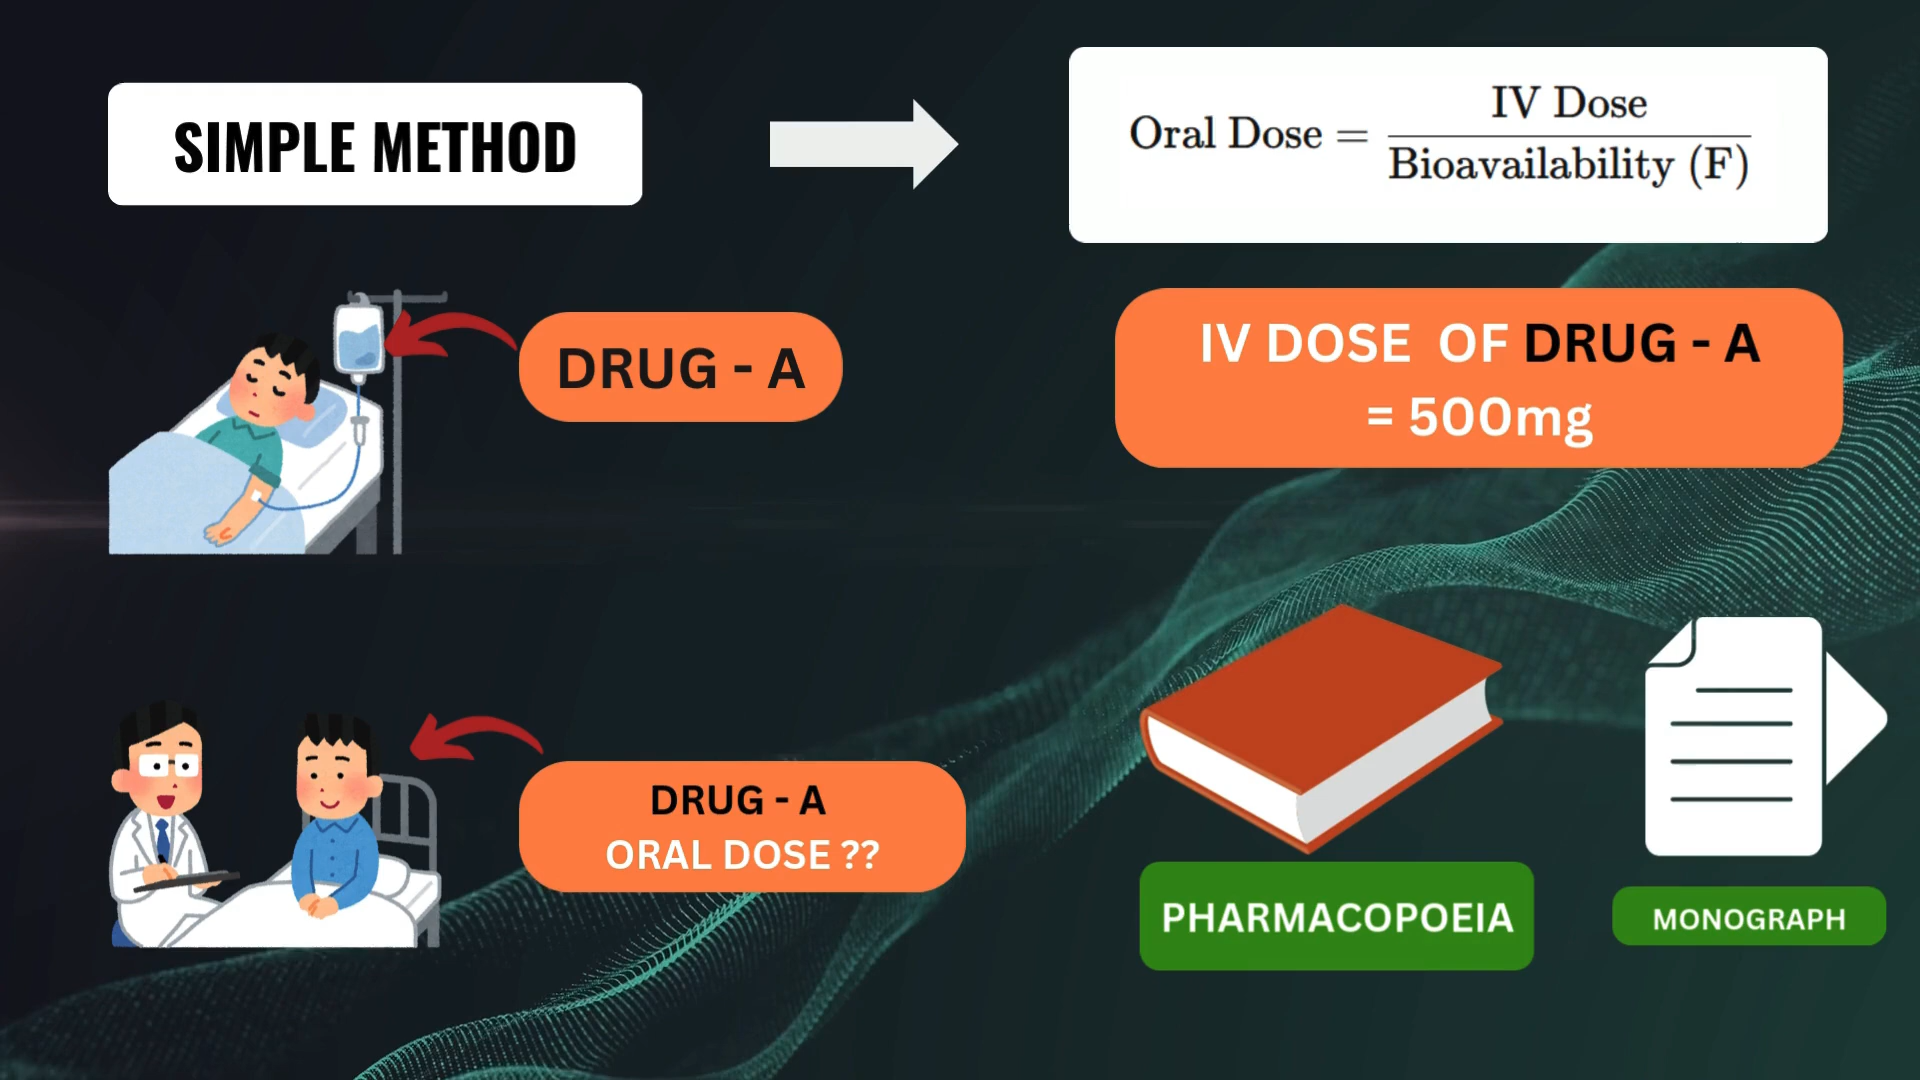 SIMPLE METHOD
Oral Dose = IV Dose / Bioavailability (F)
DRUG - A
IV DOSE OF DRUG - A
= 500mg
DRUG - A
ORAL DOSE ??
PHARMACOPOEIA
MONOGRAPH